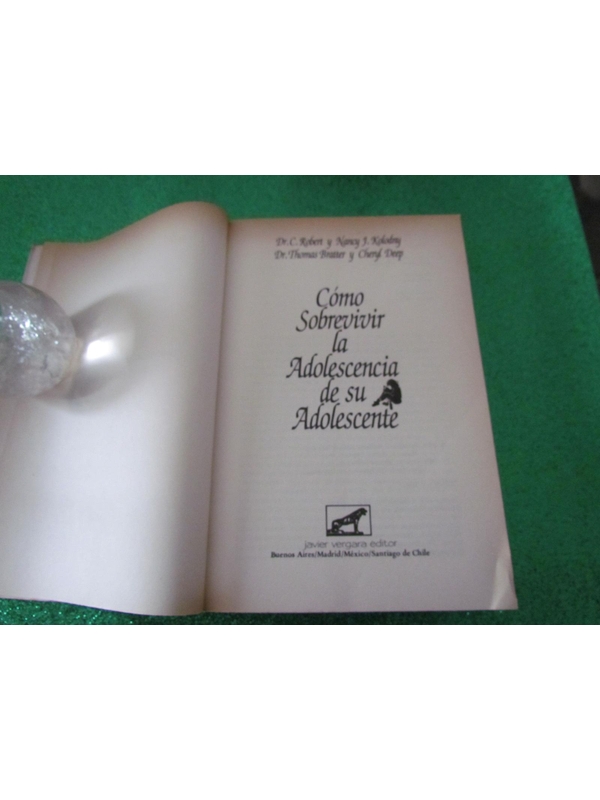 Dr. C. Robert y Nancy J. Kolodny
Dr. Thomas Bratter y Cheryl Deep
Cómo
Sobrevivir
la
Adolescencia
de su
Adolescente
javier vergara editor
Buenos Aires/Madrid/México/Santiago de Chile